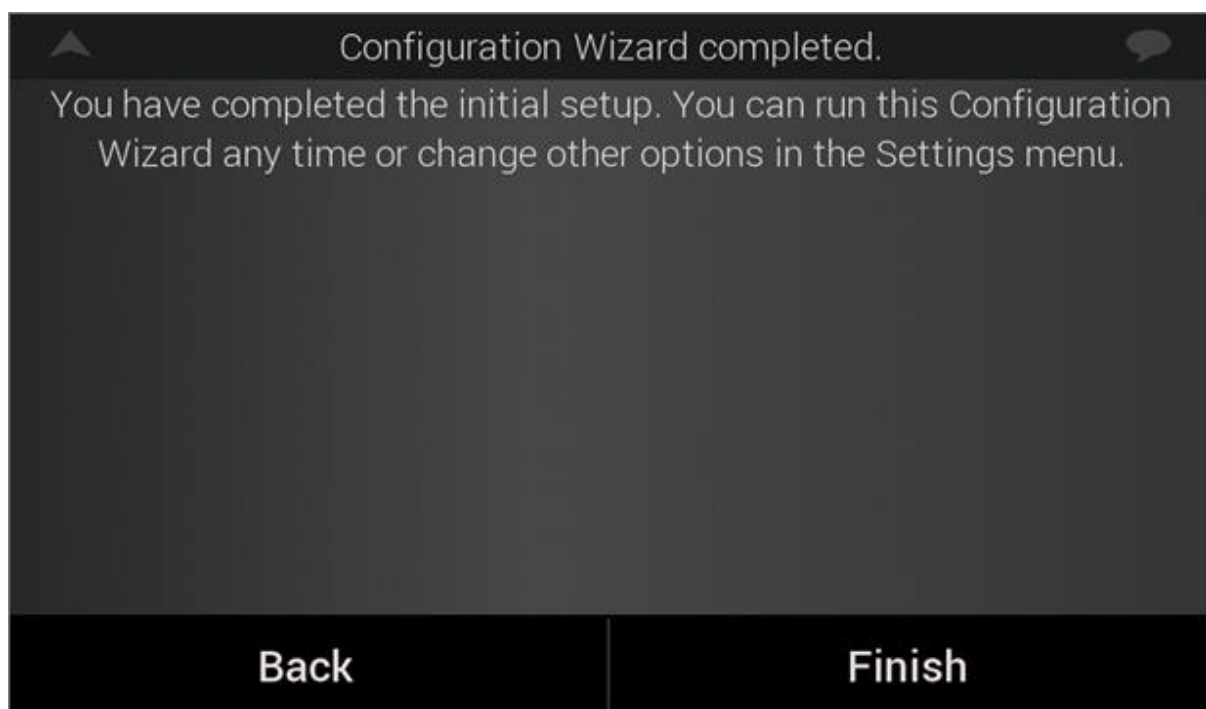 Configuration Wizard completed.
You have completed the initial setup. You can run this Configuration
Wizard any time or change other options in the Settings menu.
Back
Finish